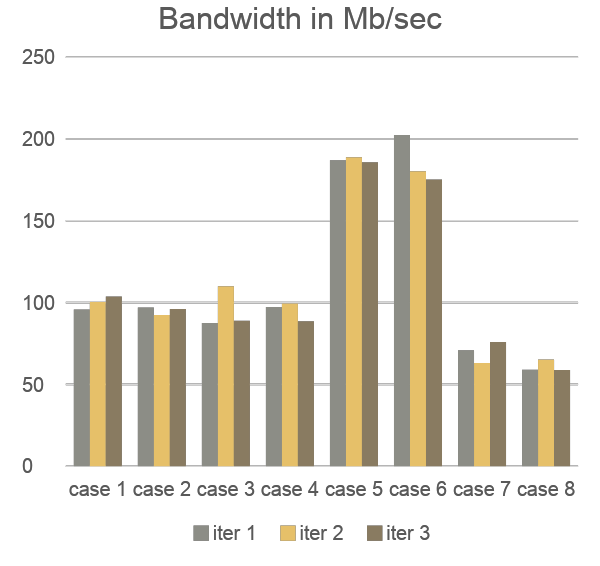 Bandwidth in Mb/sec
250
200
150
100
50
0
case 1 case 2 case 3 case 4 case 5 case 6 case 7 case 8
iter 1 iter 2 iter 3